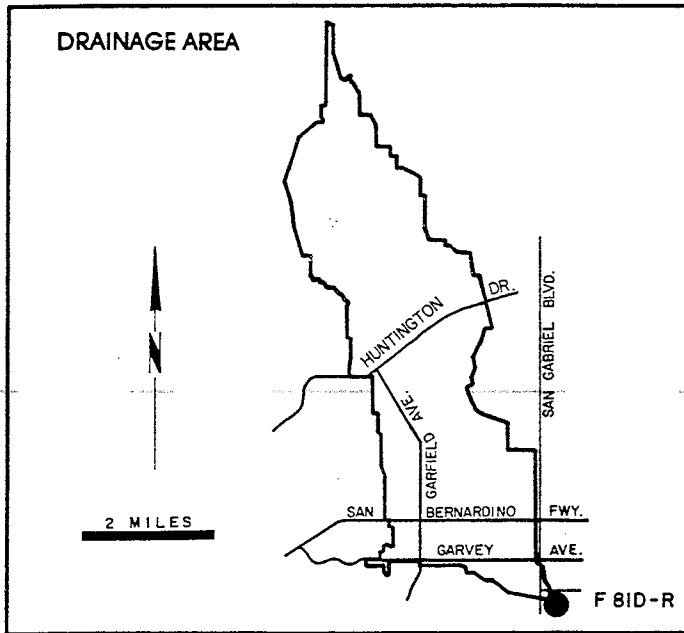 DRAINAGE AREA
N
2 MILES
HUNTINGTON DR.
SAN GABRIEL BLVD.
GARFIELD AVE.
SAN BERNARDINO FWY.
GARVEY AVE.
F 81D-R